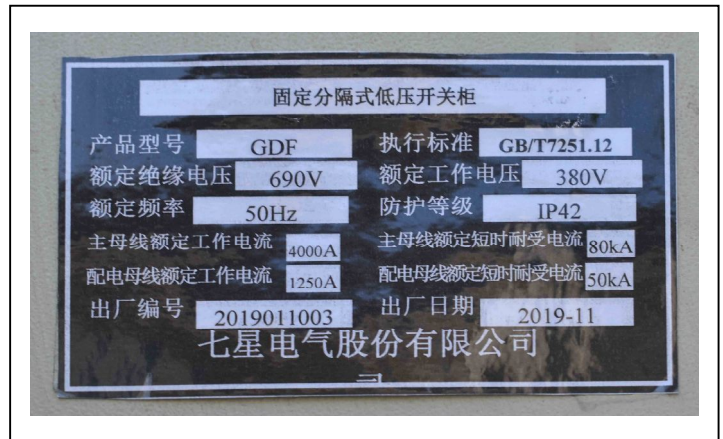 固定分隔式低压开关柜
产品型号 GDF 执行标准 GB/T7251.12
额定绝缘电压 690V 额定工作电压 380V
额定频率 50Hz 防护等级 IP42
主母线额定工作电流 4000A 主母线额定短时耐受电流 80kA
配电母线额定工作电流 1250A 配电母线额定短时耐受电流 50kA
出厂编号 2019011003 出厂日期 2019-11
七星电气股份有限公司